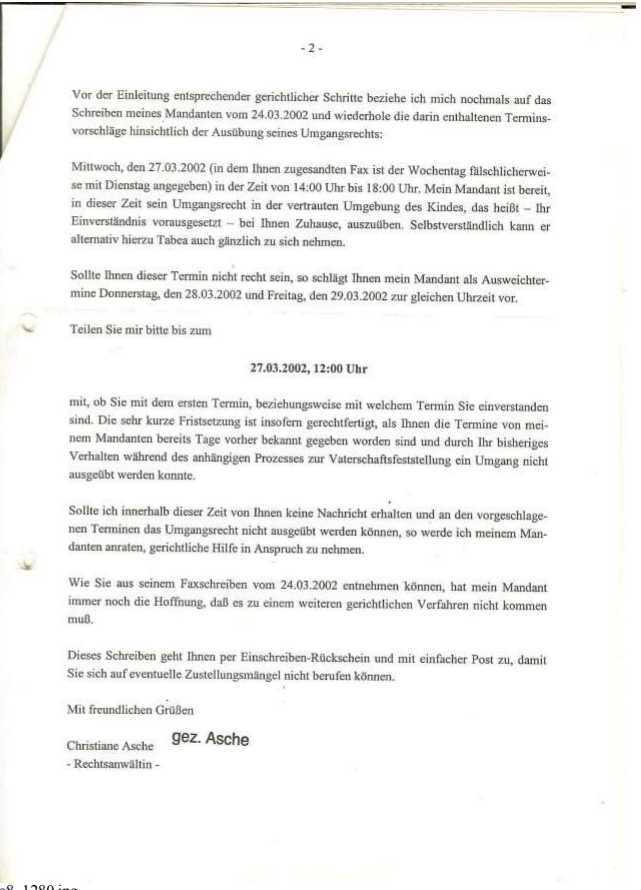 - 2 -
Vor der Einleitung entsprechender gerichtlicher Schritte beziehe ich mich nochmals auf das
Schreiben meines Mandanten vom 24.03.2002 und wiederhole die darin enthaltenen Termins-
vorschläge hinsichtlich der Ausübung seines Umgangsrechts:
Mittwoch, den 27.03.2002 (in dem Ihnen zugesandten Fax ist der Wochentag fälschlicherwei-
se mit Dienstag angegeben) in der Zeit von 14:00 Uhr bis 18:00 Uhr. Mein Mandant ist bereit,
in dieser Zeit sein Umgangsrecht in der vertrauten Umgebung des Kindes, das heißt – Ihr
Einverständnis vorausgesetzt – bei Ihnen Zuhause, auszuüben. Selbstverständlich kann er
alternativ hierzu Tabea auch gänzlich zu sich nehmen.
Sollte Ihnen dieser Termin nicht recht sein, so schlägt Ihnen mein Mandant als Ausweichter-
mine Donnerstag, den 28.03.2002 und Freitag, den 29.03.2002 zur gleichen Uhrzeit vor.
Teilen Sie mir bitte bis zum
27.03.2002, 12:00 Uhr
mit, ob Sie mit dem ersten Termin, beziehungsweise mit welchem Termin Sie einverstanden
sind. Die sehr kurze Fristsetzung ist insofern gerechtfertigt, als Ihnen die Termine von mei-
nem Mandanten bereits Tage vorher bekannt gegeben worden sind und durch Ihr bisheriges
Verhalten während des anhängigen Prozesses zur Vaterschaftsfeststellung ein Umgang nicht
ausgeübt werden konnte.
Sollte ich innerhalb dieser Zeit von Ihnen keine Nachricht erhalten und an den vorgeschlage-
nen Terminen das Umgangsrecht nicht ausgeübt werden können, so werde ich meinem Man-
danten anraten, gerichtliche Hilfe in Anspruch zu nehmen.
Wie Sie aus seinem Faxschreiben vom 24.03.2002 entnehmen können, hat mein Mandant
immer noch die Hoffnung, daß es zu einem weiteren gerichtlichen Verfahren nicht kommen
muß.
Dieses Schreiben geht Ihnen per Einschreiben-Rückschein und mit einfacher Post zu, damit
Sie sich auf eventuelle Zustellungsmängel nicht berufen können.
Mit freundlichen Grüßen
Christiane Asche gez. Asche
- Rechtsanwältin -